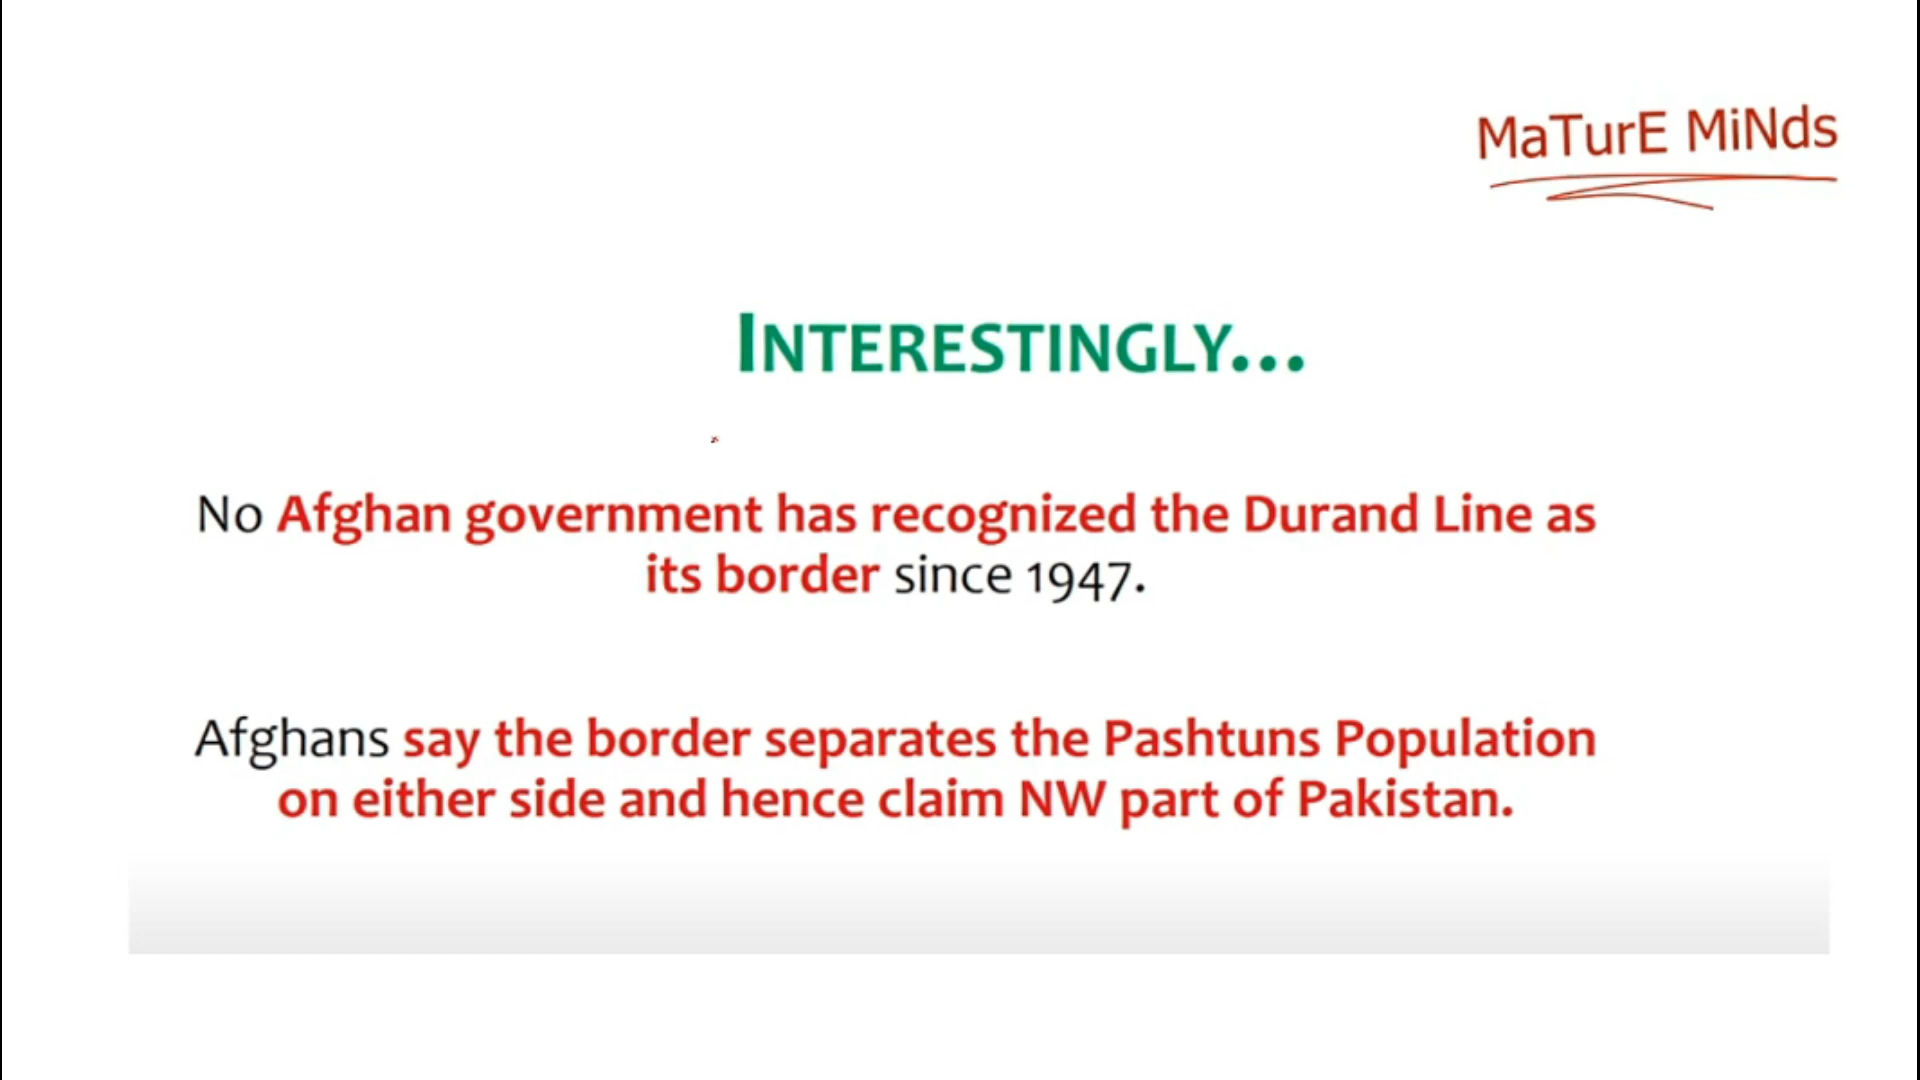 MaTurE MiNds
INTERESTINGLY...
No Afghan government has recognized the Durand Line as
its border since 1947.
Afghans say the border separates the Pashtuns Population
on either side and hence claim NW part of Pakistan.